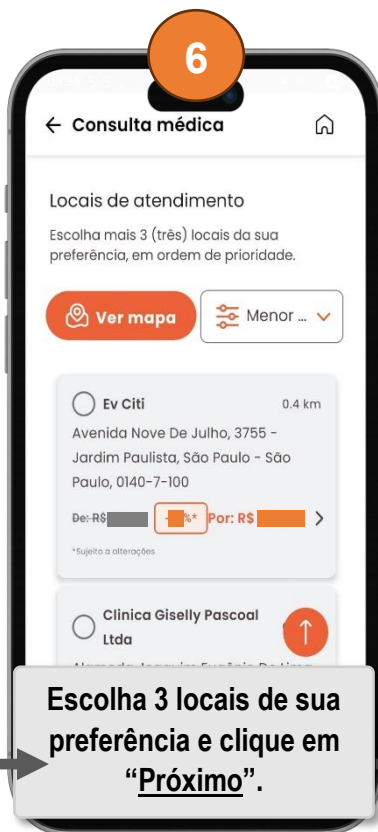 6
← Consulta médica
Locais de atendimento
Escolha mais 3 (três) locais da sua
preferência, em ordem de prioridade.
Ver mapa
Menor ...
Ev Citi 0.4 km
Avenida Nove De Julho, 3755 -
Jardim Paulista, São Paulo - São
Paulo, 0140-7-100
De: R$ - %* Por: R$
*Sujeito a alterações
Clinica Giselly Pascoal
Ltda
Escolha 3 locais de sua
preferência e clique em
“Próximo”.